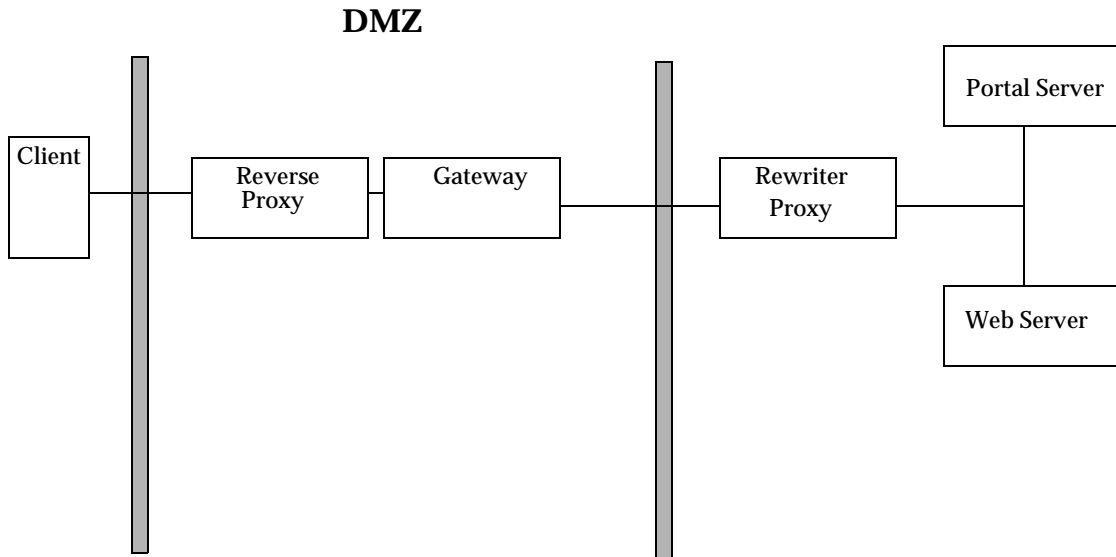 DMZ
Portal Server
Client
Reverse
Proxy
Gateway
Rewriter
Proxy
Web Server